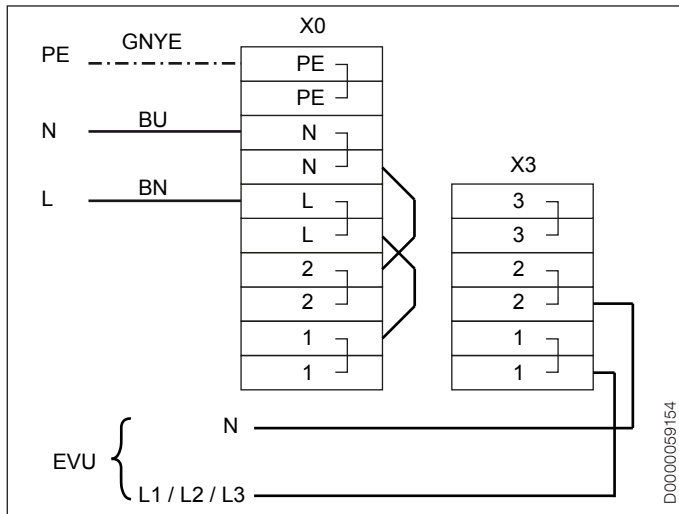 X0
PE GNYE
PE
PE
N BU
N
N
L BN
L
L
2
2
1
1
X3
3
3
2
2
1
1
N
EVU
L1 / L2 / L3
D0000059154